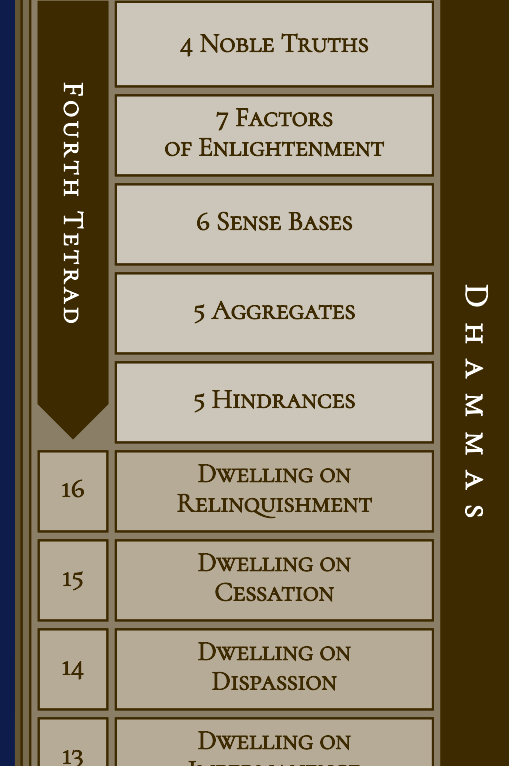 Fourth Tetrad
4 Noble Truths
7 Factors
of Enlightenment
6 Sense Bases
5 Aggregates
5 Hindrances
Dhammas
16
Dwelling on
Relinquishment
15
Dwelling on
Cessation
14
Dwelling on
Dispassion
13
Dwelling on